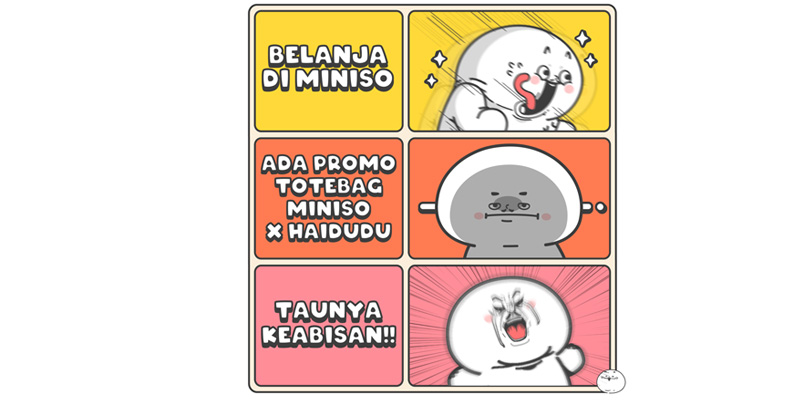 BELANJA
DI MINISO
ADA PROMO
TOTEBAG
MINISO
X HAIDUDU
TAUNYA
KEABISAN!!